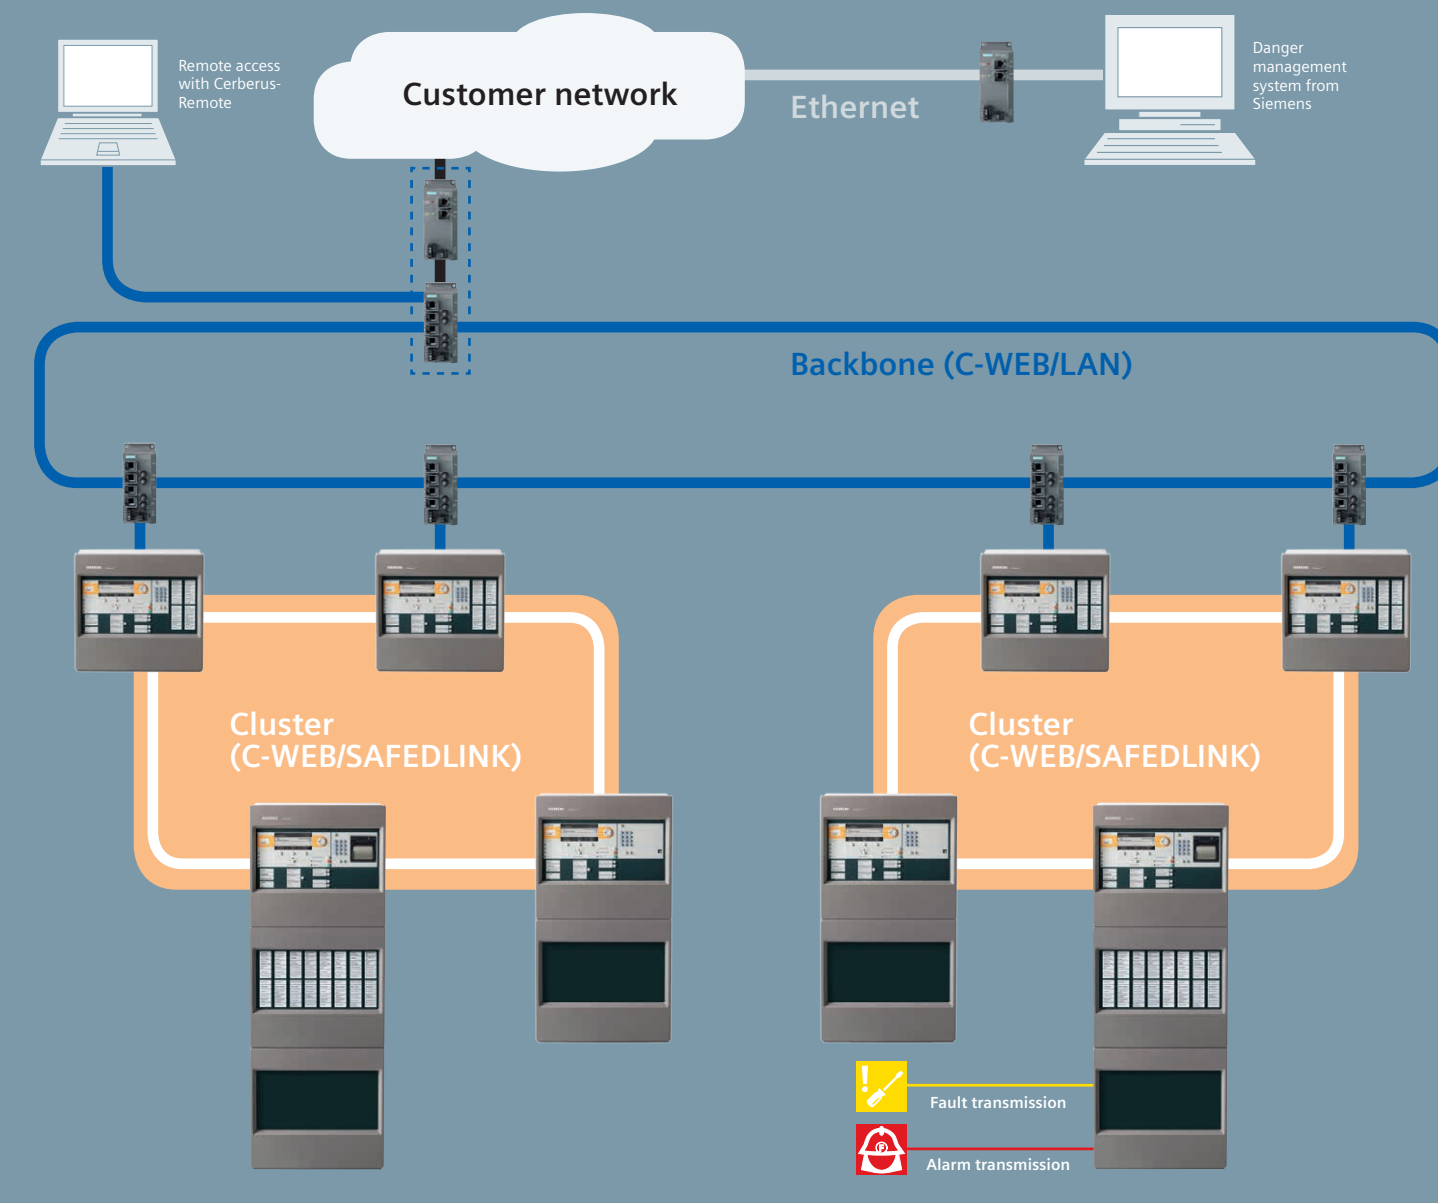 Remote access
with Cerberus-
Remote
Customer network
Ethernet
Danger
management
system from
Siemens
Backbone (C-WEB/LAN)
Cluster
(C-WEB/SAFEDLINK)
Cluster
(C-WEB/SAFEDLINK)
Fault transmission
Alarm transmission